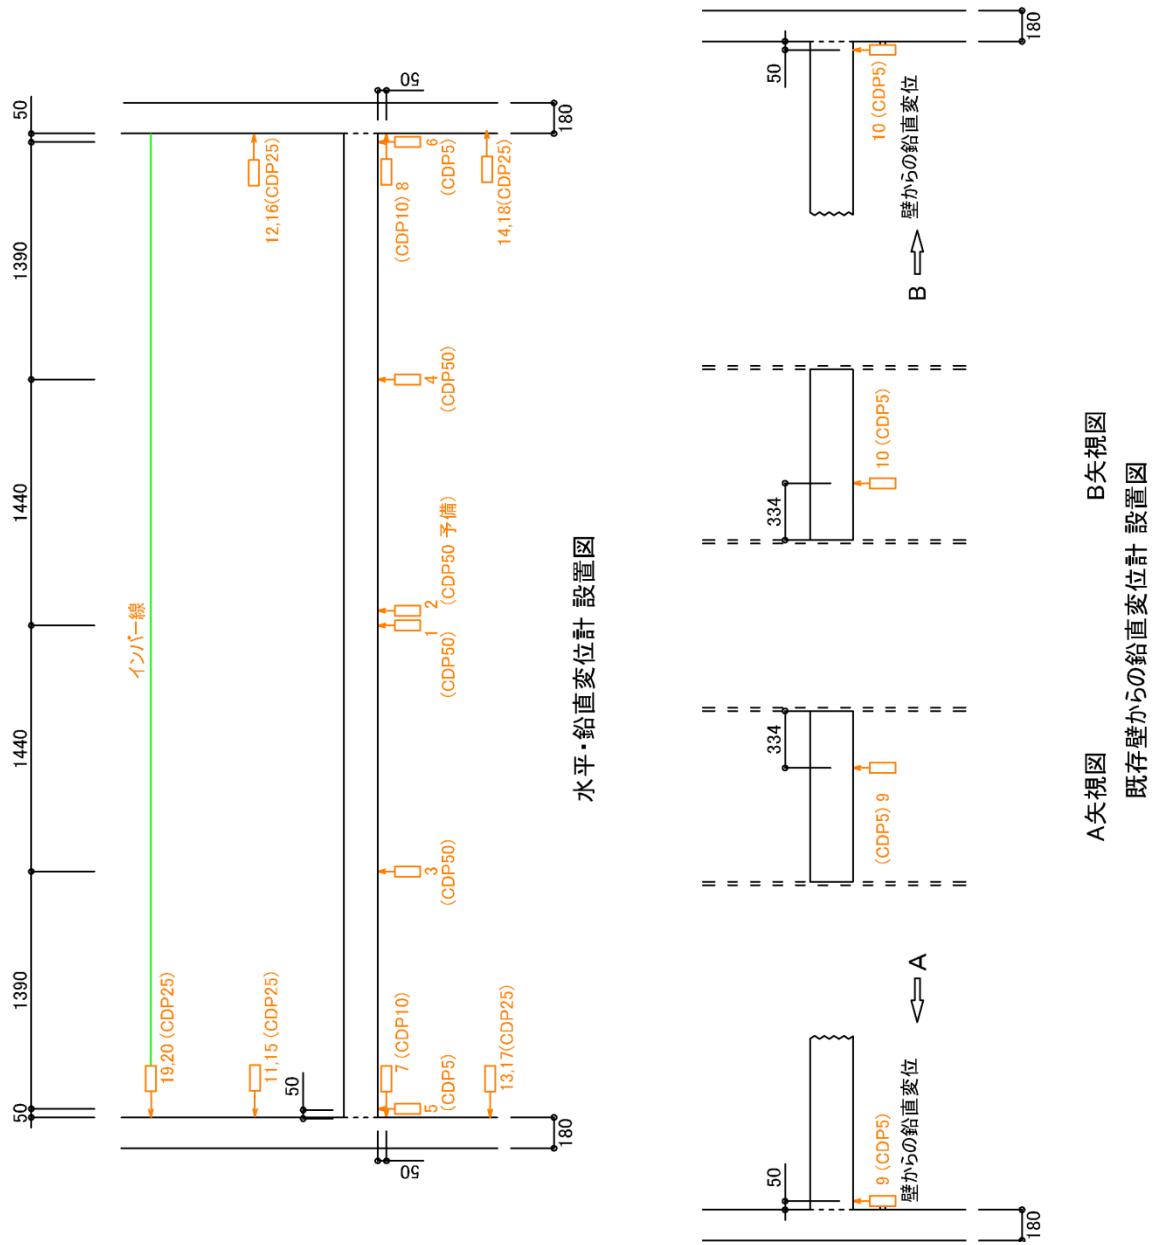 50
1390
1440
1440
1390
50
50
180
インバー線
12,16(CDP25)
(CDP10) 8
6
(CDP5)
14,18(CDP25)
4
(CDP50)
2
(CDP50 予備)
1
(CDP50)
3
(CDP50)
19,20 (CDP25)
11,15 (CDP25)
50
7 (CDP10)
5
(CDP5)
13,17(CDP25)
50
180
水平・鉛直変位計 設置図
50
180
10 (CDP5)
壁からの鉛直変位
B
334
10 (CDP5)
B矢視図
334
(CDP5) 9
A矢視図
A
50
9 (CDP5)
壁からの鉛直変位
180
既存壁からの鉛直変位計 設置図